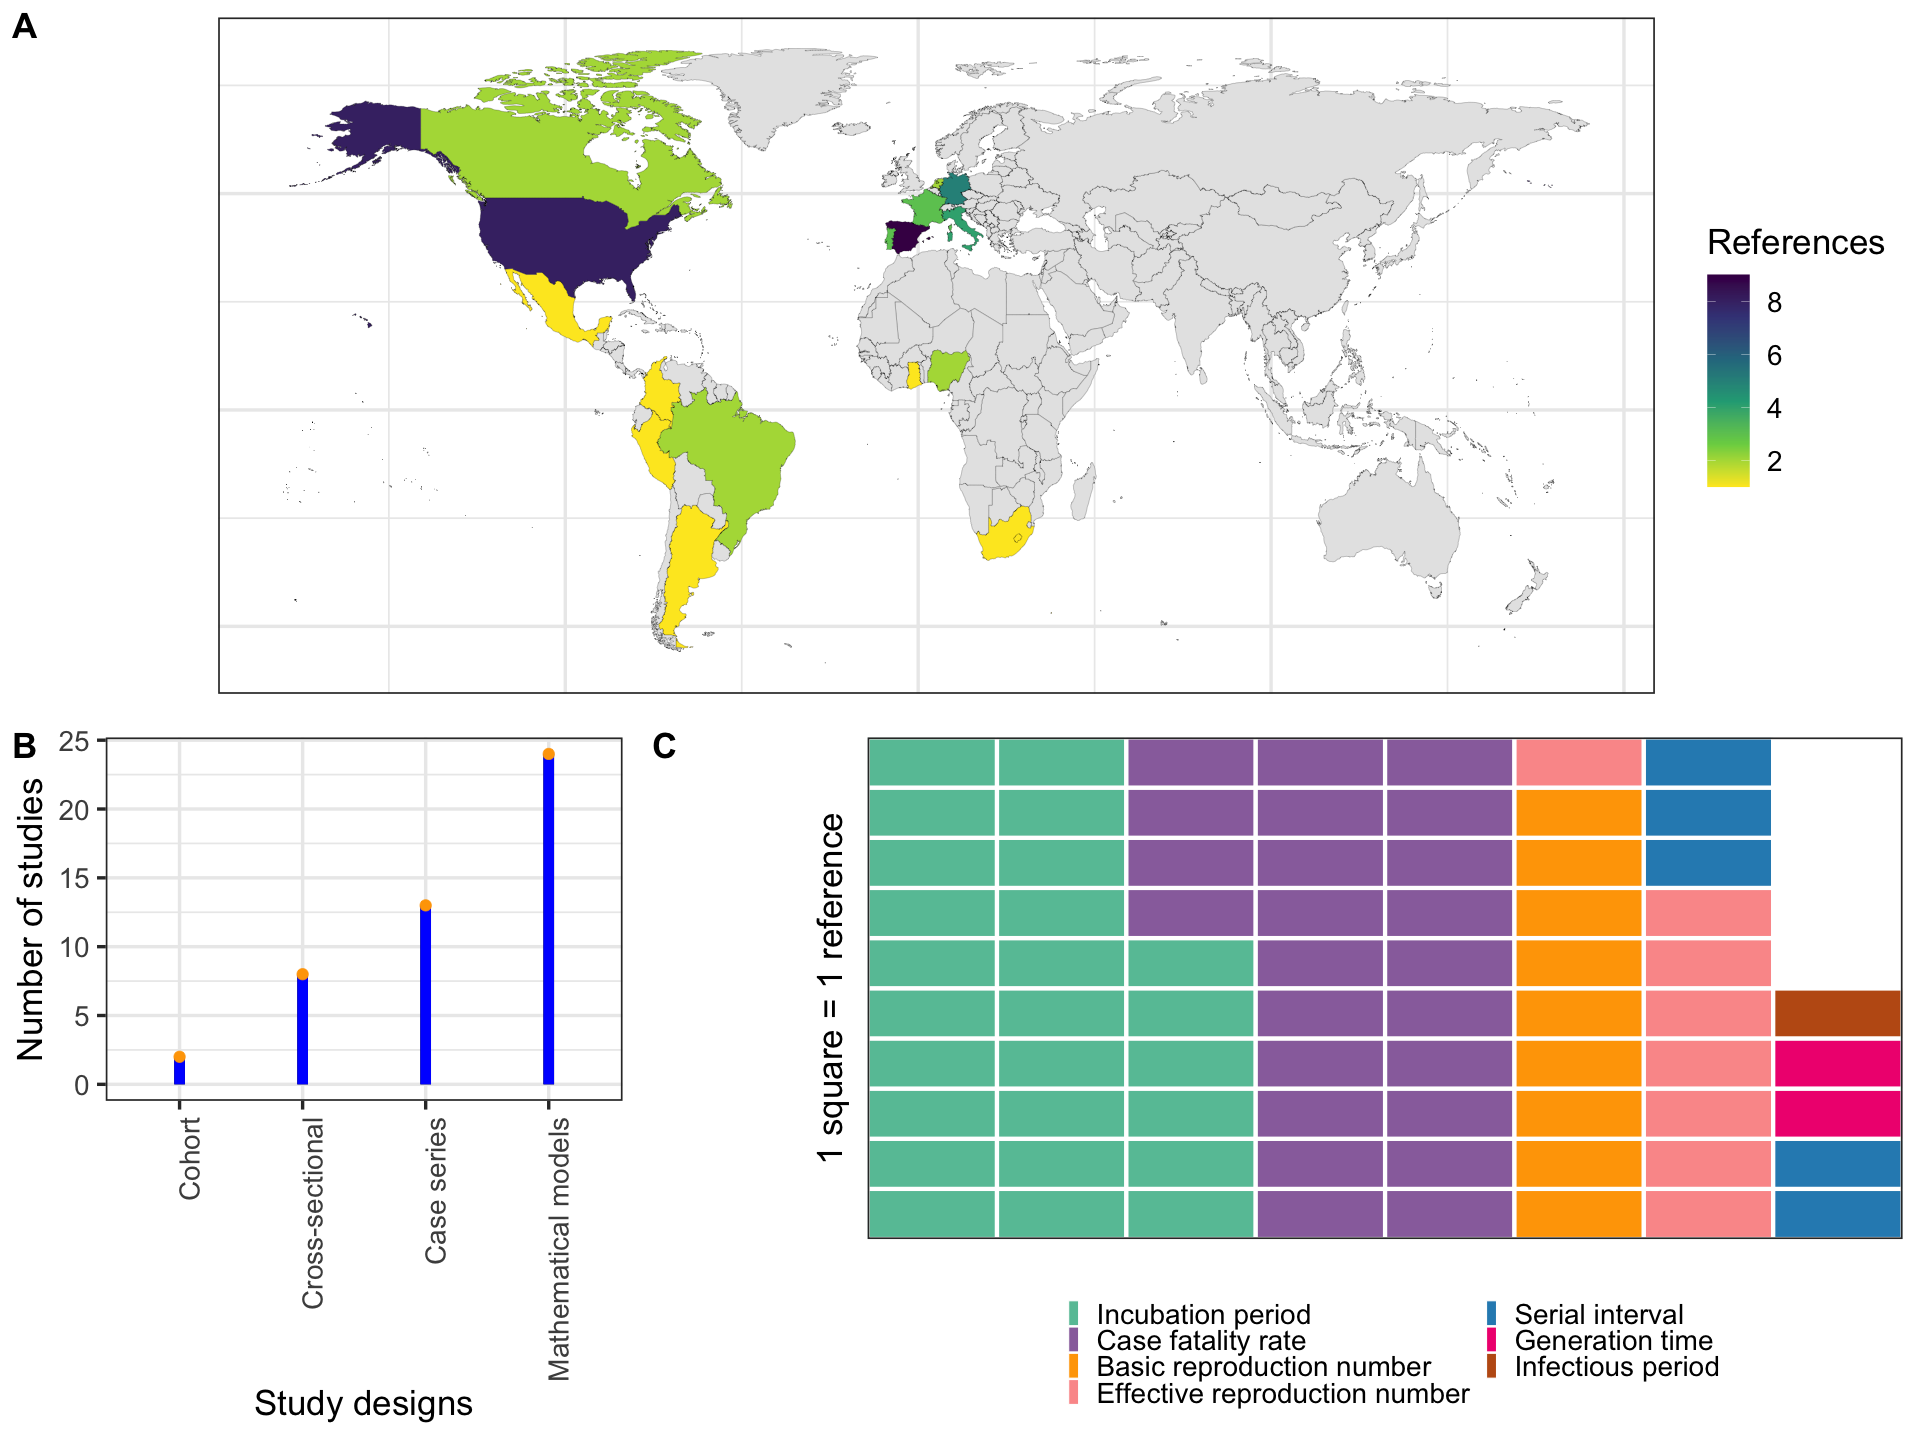 A
References
8
6
4
2
B
Number of studies
25
20
15
10
5
0
Cohort
Cross-sectional
Case series
Mathematical models
Study designs
C
1 square = 1 reference
Incubation period
Case fatality rate
Basic reproduction number
Effective reproduction number
Serial interval
Generation time
Infectious period